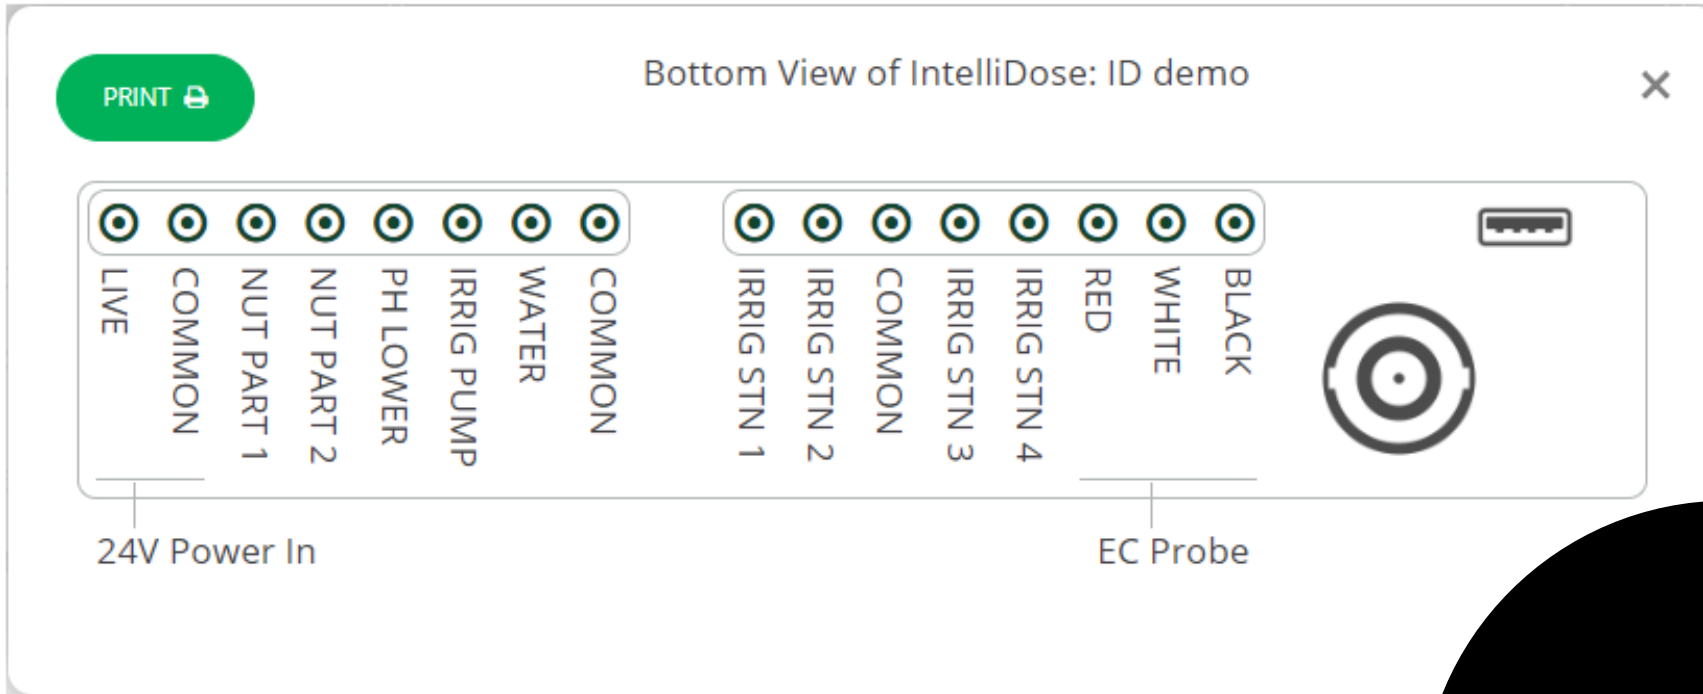 PRINT
Bottom View of IntelliDose: ID demo
LIVE
COMMON
NUT PART 1
NUT PART 2
PH LOWER
IRRIG PUMP
WATER
COMMON
IRRIG STN 1
IRRIG STN 2
COMMON
IRRIG STN 3
IRRIG STN 4
RED
WHITE
BLACK
24V Power In
EC Probe